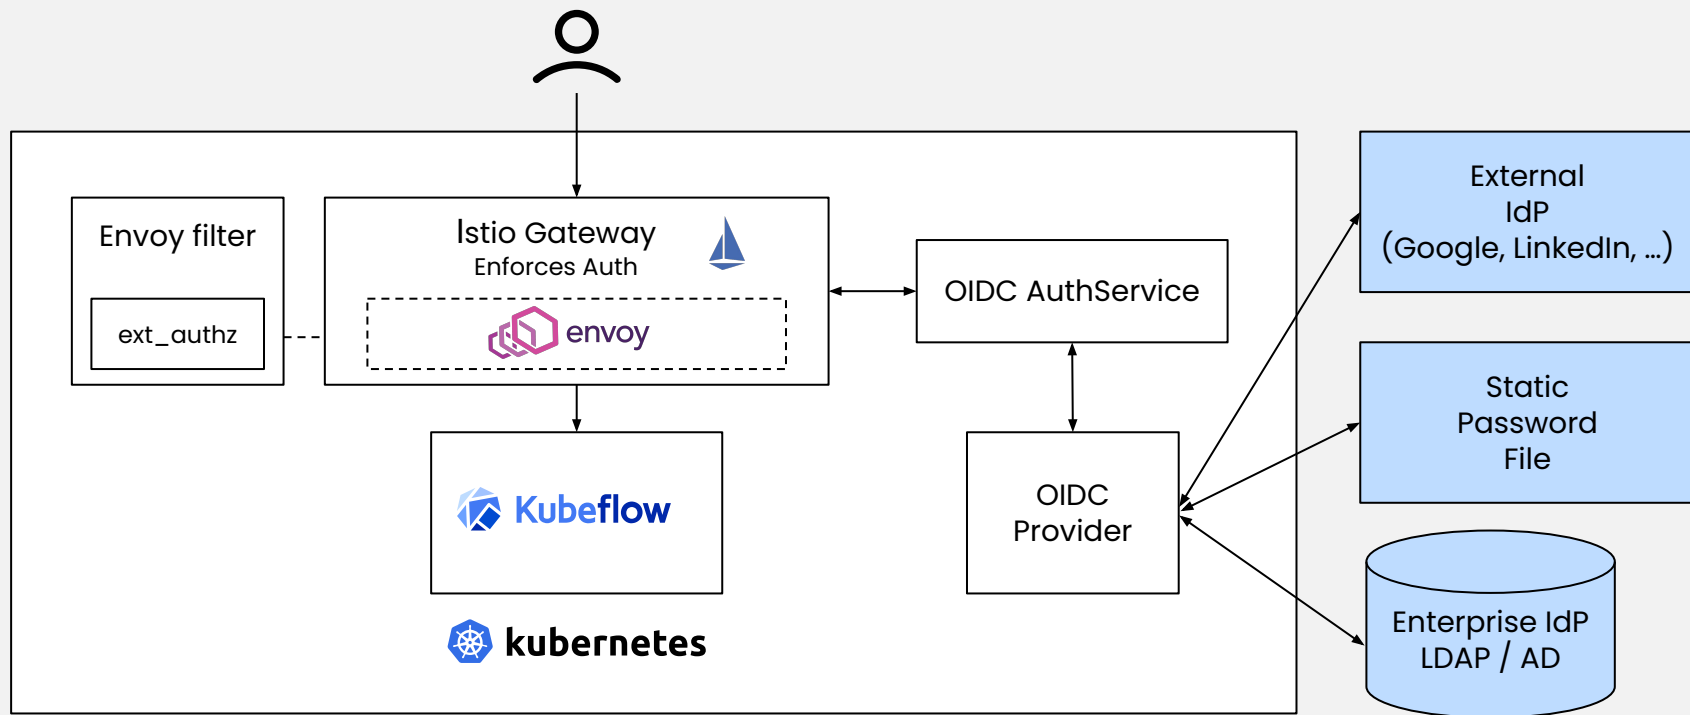 Envoy filter
ext_authz
Istio Gateway
Enforces Auth
envoy
OIDC AuthService
Kubeflow
OIDC
Provider
kubernetes
External
IdP
(Google, LinkedIn, ...)
Static
Password
File
Enterprise IdP
LDAP / AD